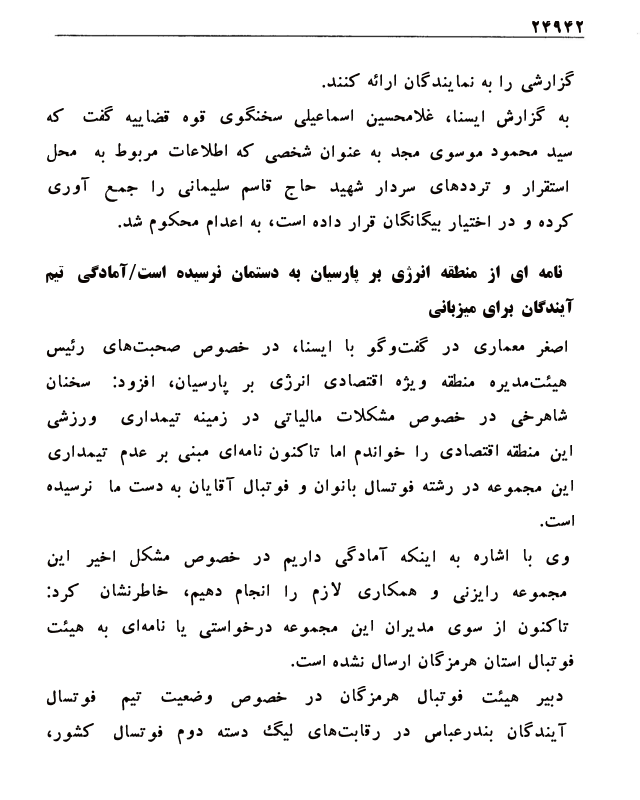 ۲۴۹۴۲
گزارشی را به نمایندگان ارائه کنند.
به گزارش ایسنا، غلامحسین اسماعیلی سخنگوی قوه قضاییه گفت که
سید محمود موسوی مجد به عنوان شخصی که اطلاعات مربوط به محل
استقرار و ترددهای سردار شهید حاج قاسم سلیمانی را جمع آوری
کرده و در اختیار بیگانگان قرار داده است، به اعدام محکوم شد.
نامه ای از منطقه انرژی بر پارسیان به دستمان نرسیده است/آمادگی تیم
آیندگان برای میزبانی
اصغر معماری در گفت‌وگو با ایسنا، در خصوص صحبت‌های رئیس
هیئت‌مدیره منطقه ویژه اقتصادی انرژی بر پارسیان، افزود: سخنان
شاهرخی در خصوص مشکلات مالیاتی در زمینه تیمداری ورزشی
این منطقه اقتصادی را خواندم اما تاکنون نامه‌ای مبنی بر عدم تیمداری
این مجموعه در رشته فوتسال بانوان و فوتبال آقایان به دست ما نرسیده
است.
وی با اشاره به اینکه آمادگی داریم در خصوص مشکل اخیر این
مجموعه رایزنی و همکاری لازم را انجام دهیم، خاطرنشان کرد:
تاکنون از سوی مدیران این مجموعه درخواستی یا نامه‌ای به هیئت
فوتبال استان هرمزگان ارسال نشده است.
دبیر هیئت فوتبال هرمزگان در خصوص وضعیت تیم فوتسال
آیندگان بندرعباس در رقابت‌های لیگ دسته دوم فوتسال کشور،